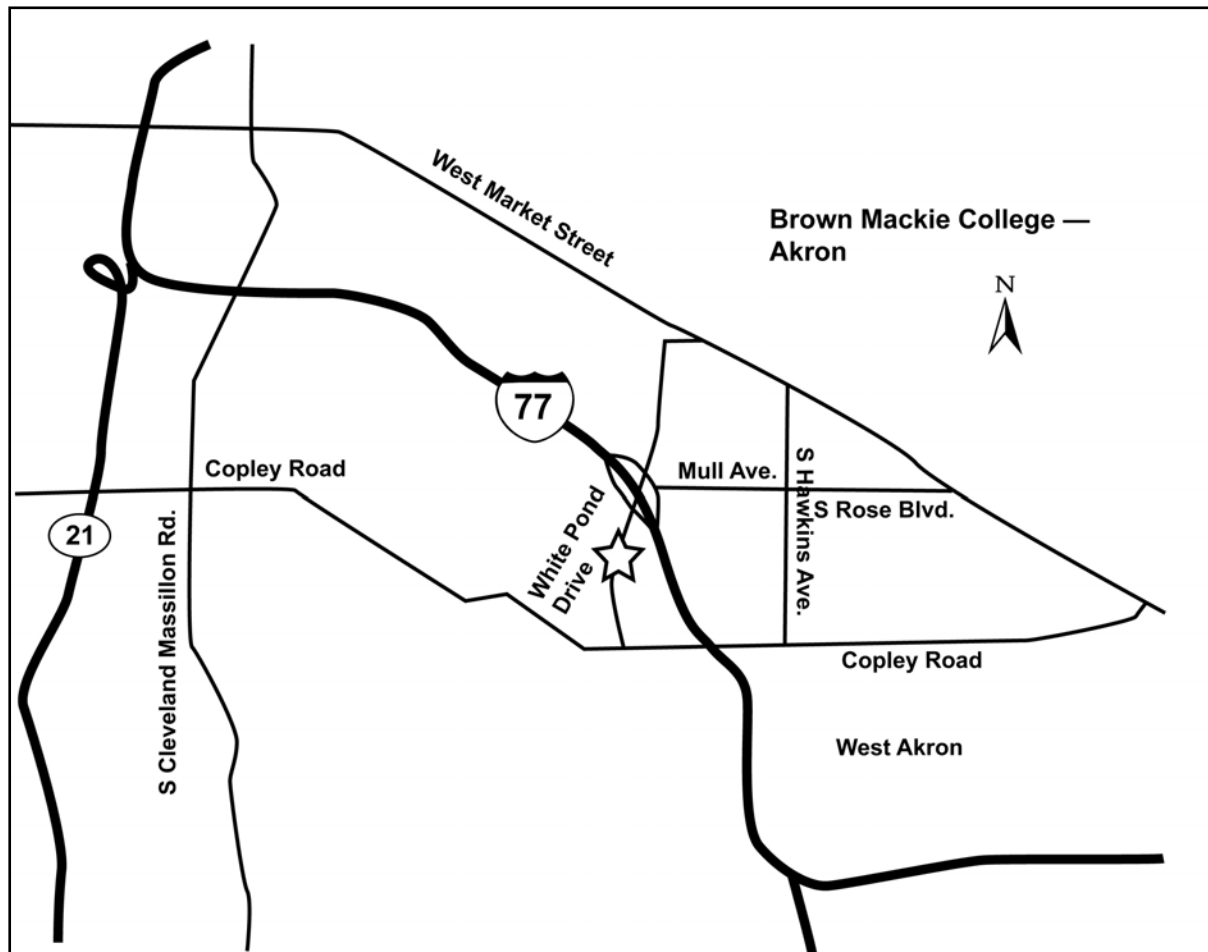 West Market Street
Brown Mackie College —
Akron
N
77
Copley Road
Mull Ave.
S Hawkins Ave.
S Rose Blvd.
21
White Pond
Drive
S Cleveland Massillon Rd.
Copley Road
West Akron